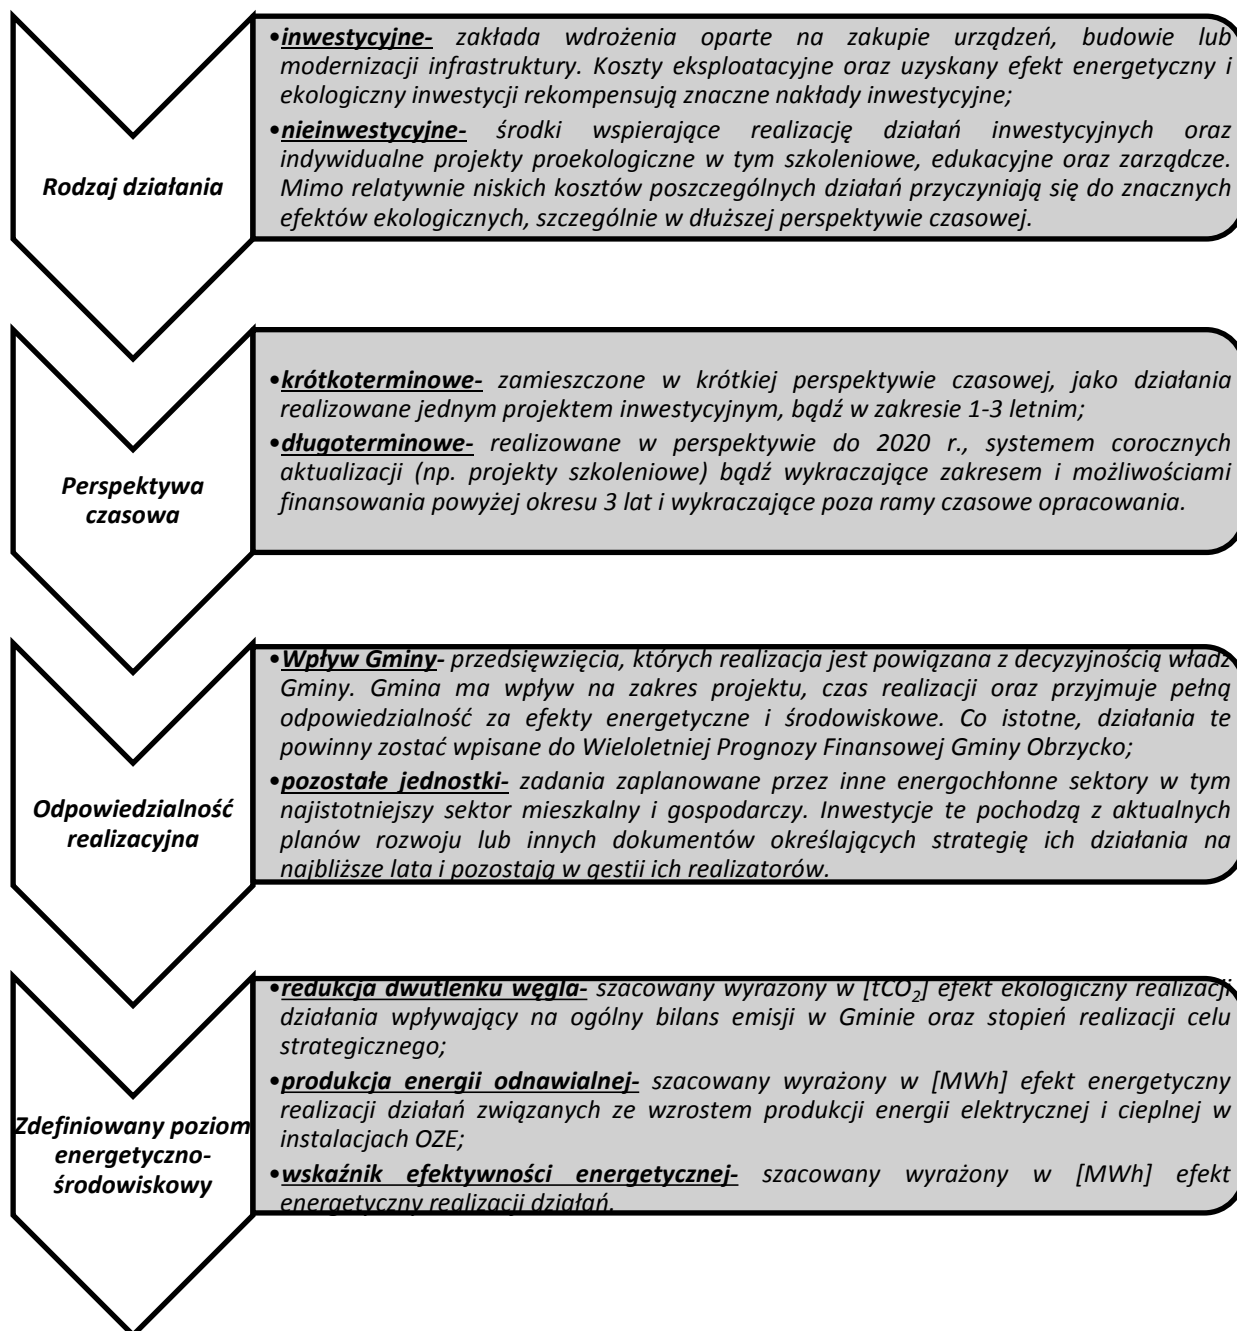 Rodzaj działania
•inwestycyjne- zakłada wdrożenia oparte na zakupie urządzeń, budowie lub
modernizacji infrastruktury. Koszty eksploatacyjne oraz uzyskany efekt energetyczny i
ekologiczny inwestycji rekompensują znaczne nakłady inwestycyjne;
•nieinwestycyjne- środki wspierające realizację działań inwestycyjnych oraz
indywidualne projekty proekologiczne w tym szkoleniowe, edukacyjne oraz zarządcze.
Mimo relatywnie niskich kosztów poszczególnych działań przyczyniają się do znacznych
efektów ekologicznych, szczególnie w dłuższej perspektywie czasowej.
Perspektywa
czasowa
•krótkoterminowe- zamieszczone w krótkiej perspektywie czasowej, jako działania
realizowane jednym projektem inwestycyjnym, bądź w zakresie 1-3 letnim;
•długoterminowe- realizowane w perspektywie do 2020 r., systemem corocznych
aktualizacji (np. projekty szkoleniowe) bądź wykraczające zakresem i możliwościami
finansowania powyżej okresu 3 lat i wykraczające poza ramy czasowe opracowania.
Odpowiedzialność
realizacyjna
•Wpływ Gminy- przedsięwzięcia, których realizacja jest powiązana z decyzyjnością władz
Gminy. Gmina ma wpływ na zakres projektu, czas realizacji oraz przyjmuje pełną
odpowiedzialność za efekty energetyczne i środowiskowe. Co istotne, działania te
powinny zostać wpisane do Wieloletniej Prognozy Finansowej Gminy Obrzycko;
•pozostałe jednostki- zadania zaplanowane przez inne energochłonne sektory w tym
najistotniejszy sektor mieszkalny i gospodarczy. Inwestycje te pochodzą z aktualnych
planów rozwoju lub innych dokumentów określających strategię ich działania na
najbliższe lata i pozostają w gestii ich realizatorów.
Zdefiniowany poziom
energetyczno-
środowiskowy
•redukcja dwutlenku węgla- szacowany wyrażony w [tCO₂] efekt ekologiczny realizacji
działania wpływający na ogólny bilans emisji w Gminie oraz stopień realizacji celu
strategicznego;
•produkcja energii odnawialnej- szacowany wyrażony w [MWh] efekt energetyczny
realizacji działań związanych ze wzrostem produkcji energii elektrycznej i cieplnej w
instalacjach OZE;
•wskaźnik efektywności energetycznej- szacowany wyrażony w [MWh] efekt
energetyczny realizacji działań.